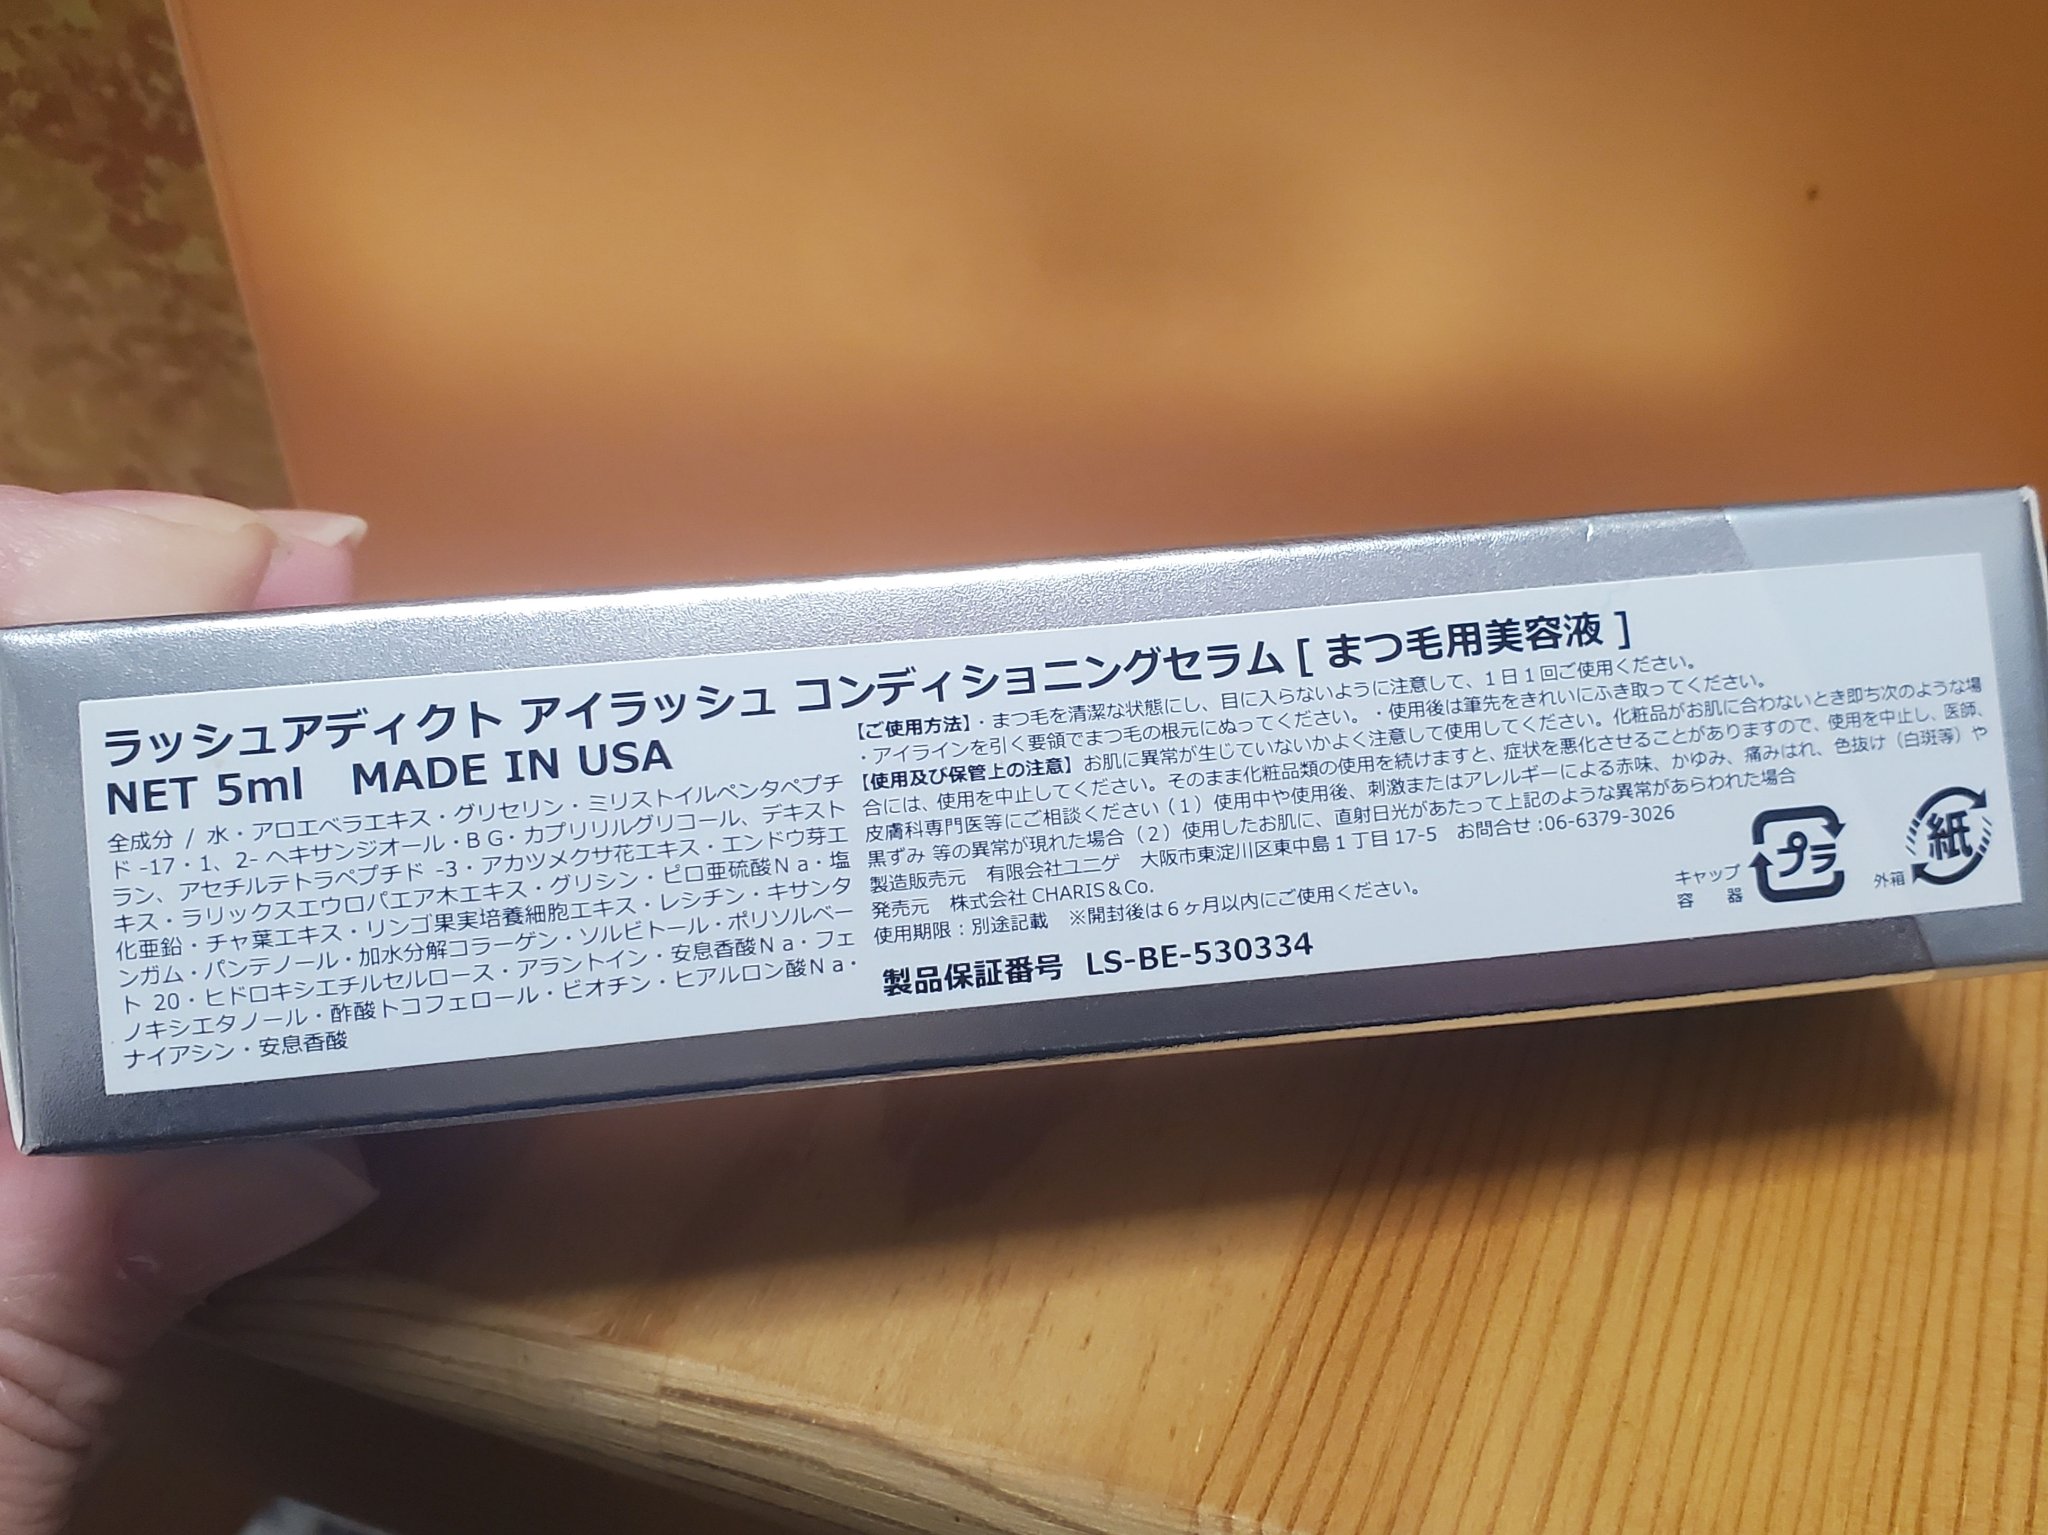 ラッシュアディクト アイラッシュ コンディショニングセラム [ まつ毛用美容液 ]
NET 5ml MADE IN USA
全成分 / 水・アロエベラエキス・グリセリン・ミリストイルペンタペプチ
ド -17・1、2- ヘキサンジオール・ＢＧ・カプリリルグリコール、デキスト
ラン、アセチルテトラペプチド -3・アカツメクサ花エキス・エンドウ芽エ
キス・ラリックスエウロパエア木エキス・グリシン・ピロ亜硫酸Ｎａ・塩
化亜鉛・チャ葉エキス・リンゴ果実培養細胞エキス・レシチン・キサンタ
ンガム・パンテノール・加水分解コラーゲン・ソルビトール・ポリソルベー
ト 20・ヒドロキシエチルセルロース・アラントイン・安息香酸Ｎａ・フェ
ノキシエタノール・酢酸トコフェロール・ビオチン・ヒアルロン酸Ｎａ・
ナイアシン・安息香酸
【ご使用方法】・まつ毛を清潔な状態にし、目に入らないように注意して、１日１回ご使用ください。
・アイラインを引く要領でまつ毛の根元にぬってください。 ・使用後は筆先をきれいにふき取ってください。
【使用及び保管上の注意】お肌に異常が生じていないかよく注意して使用してください。化粧品がお肌に合わないとき即ち次のような場
合には、使用を中止してください。そのまま化粧品類の使用を続けますと、症状を悪化させることがありますので、使用を中止し、医師、
皮膚科専門医等にご相談ください（１）使用中や使用後、刺激またはアレルギーによる赤味、かゆみ、痛みはれ、色抜け（白斑等）や
黒ずみ 等の異常が現れた場合（２）使用したお肌に、直射日光があたって上記のような異常があらわれた場合
製造販売元 有限会社ユニゲ 大阪市東淀川区東中島１丁目 17-5 お問合せ :06-6379-3026
発売元 株式会社 CHARIS＆Co.
使用期限 : 別途記載 ※開封後は６ヶ月以内にご使用ください。
製品保証番号 LS-BE-530334
キャップ
容 器
プラ
外箱
紙